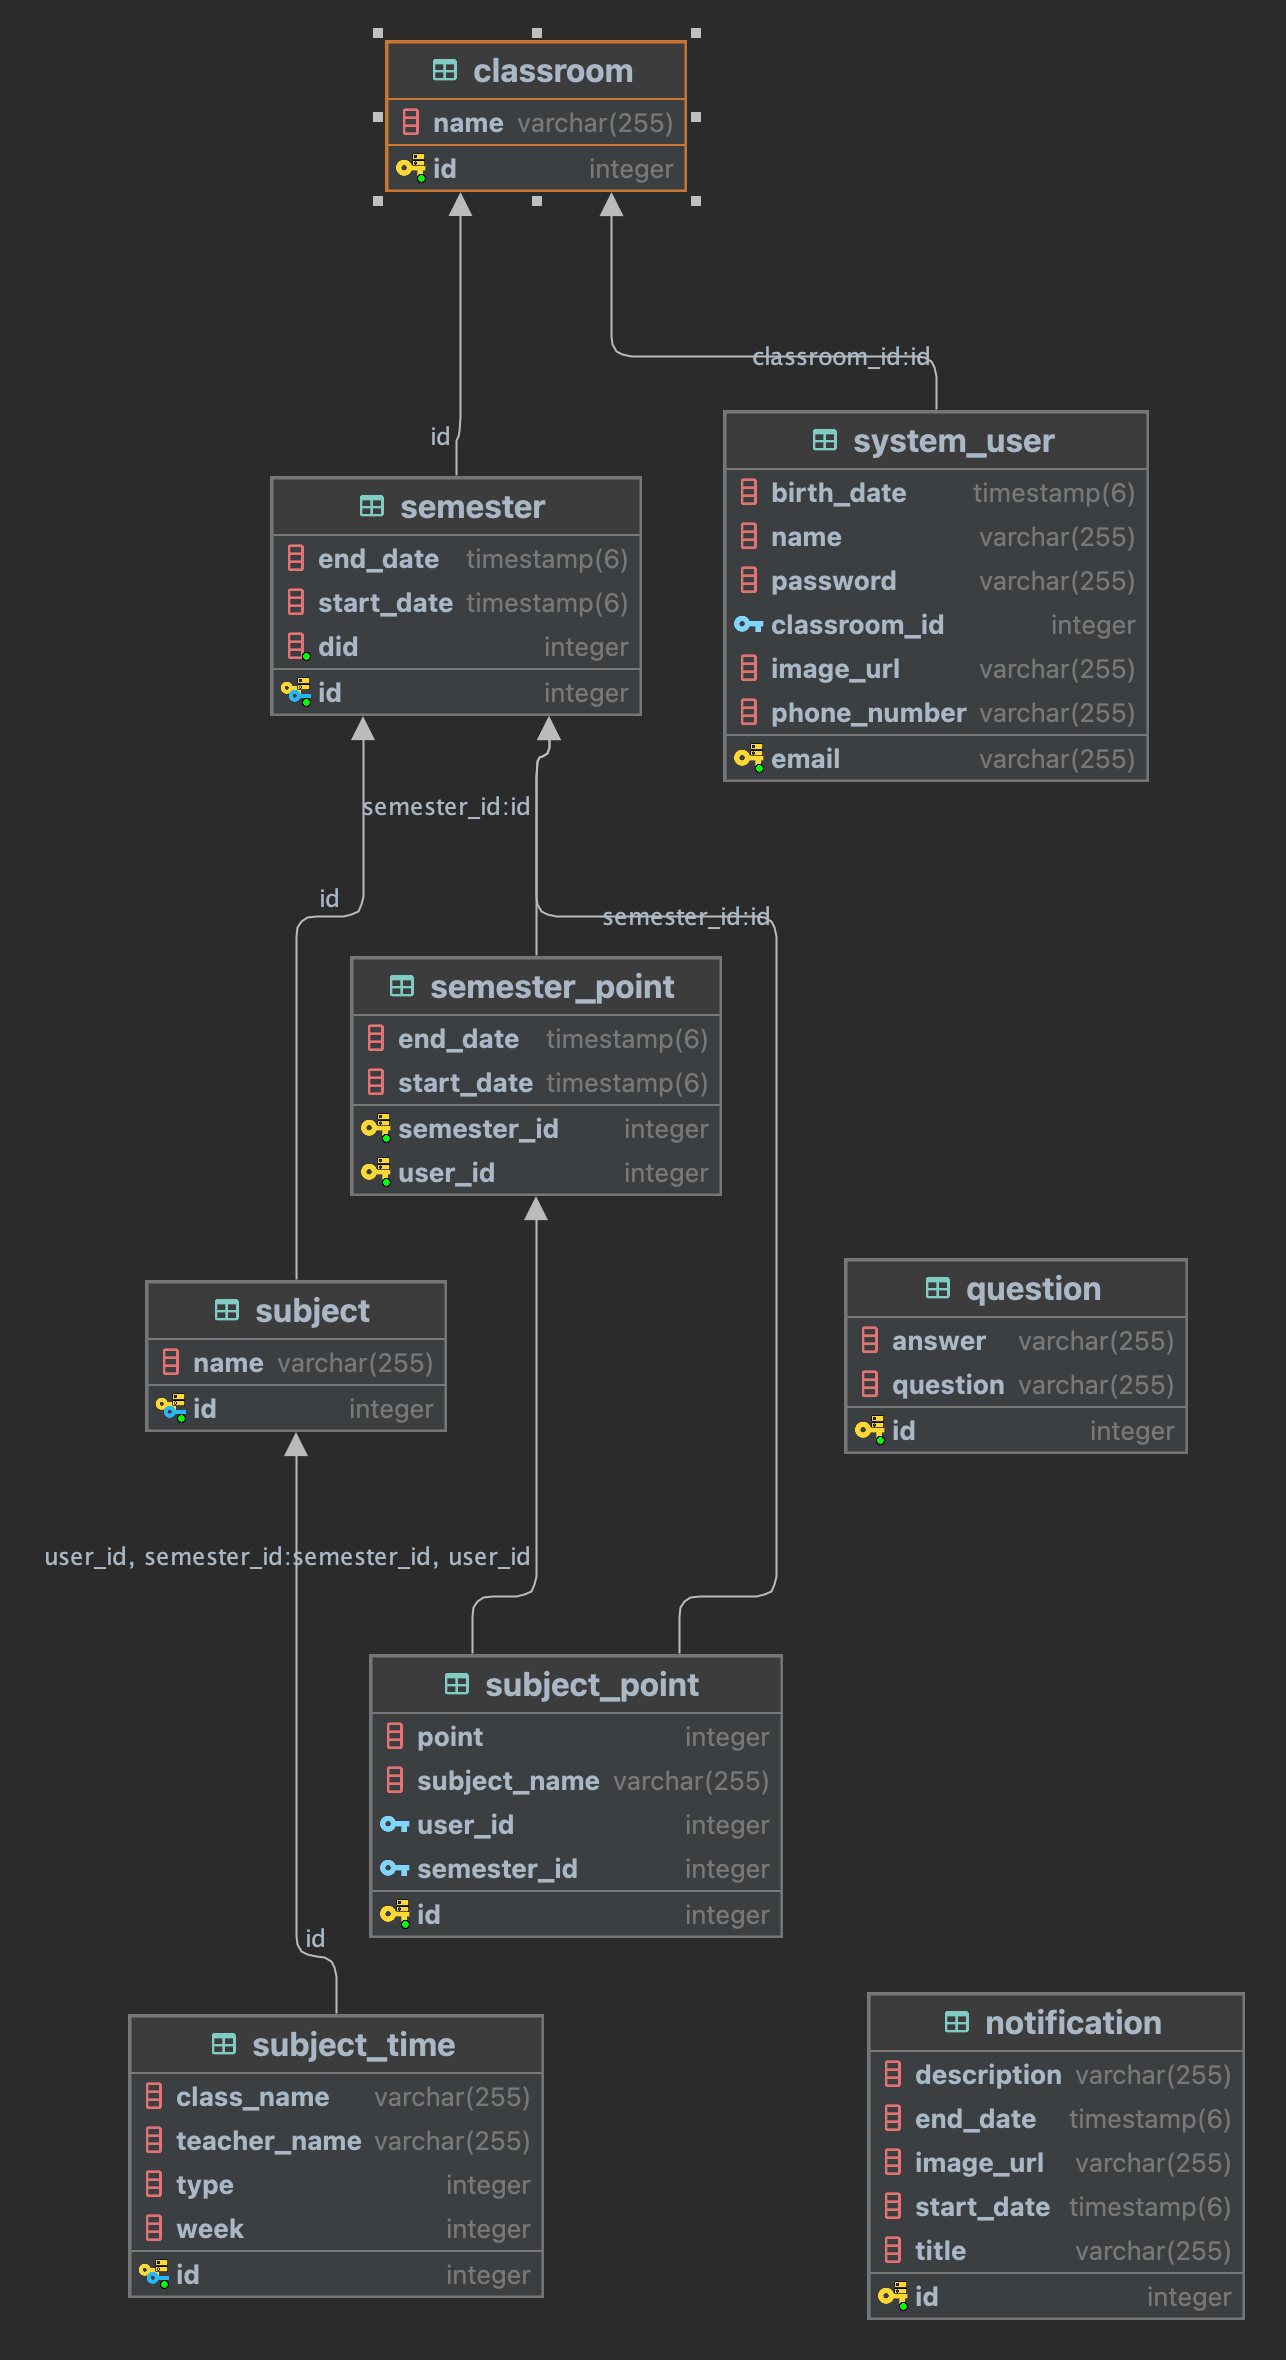 classroom
name varchar(255)
id integer
classroom_id:id
id
system_user
birth_date timestamp(6)
name varchar(255)
password varchar(255)
classroom_id integer
image_url varchar(255)
phone_number varchar(255)
email varchar(255)
semester
end_date timestamp(6)
start_date timestamp(6)
did integer
id integer
semester_id:id
id
semester_id:id
semester_point
end_date timestamp(6)
start_date timestamp(6)
semester_id integer
user_id integer
subject
name varchar(255)
id integer
question
answer varchar(255)
question varchar(255)
id integer
user_id, semester_id:semester_id, user_id
subject_point
point integer
subject_name varchar(255)
user_id integer
semester_id integer
id integer
id
subject_time
class_name varchar(255)
teacher_name varchar(255)
type integer
week integer
id integer
notification
description varchar(255)
end_date timestamp(6)
image_url varchar(255)
start_date timestamp(6)
title varchar(255)
id integer